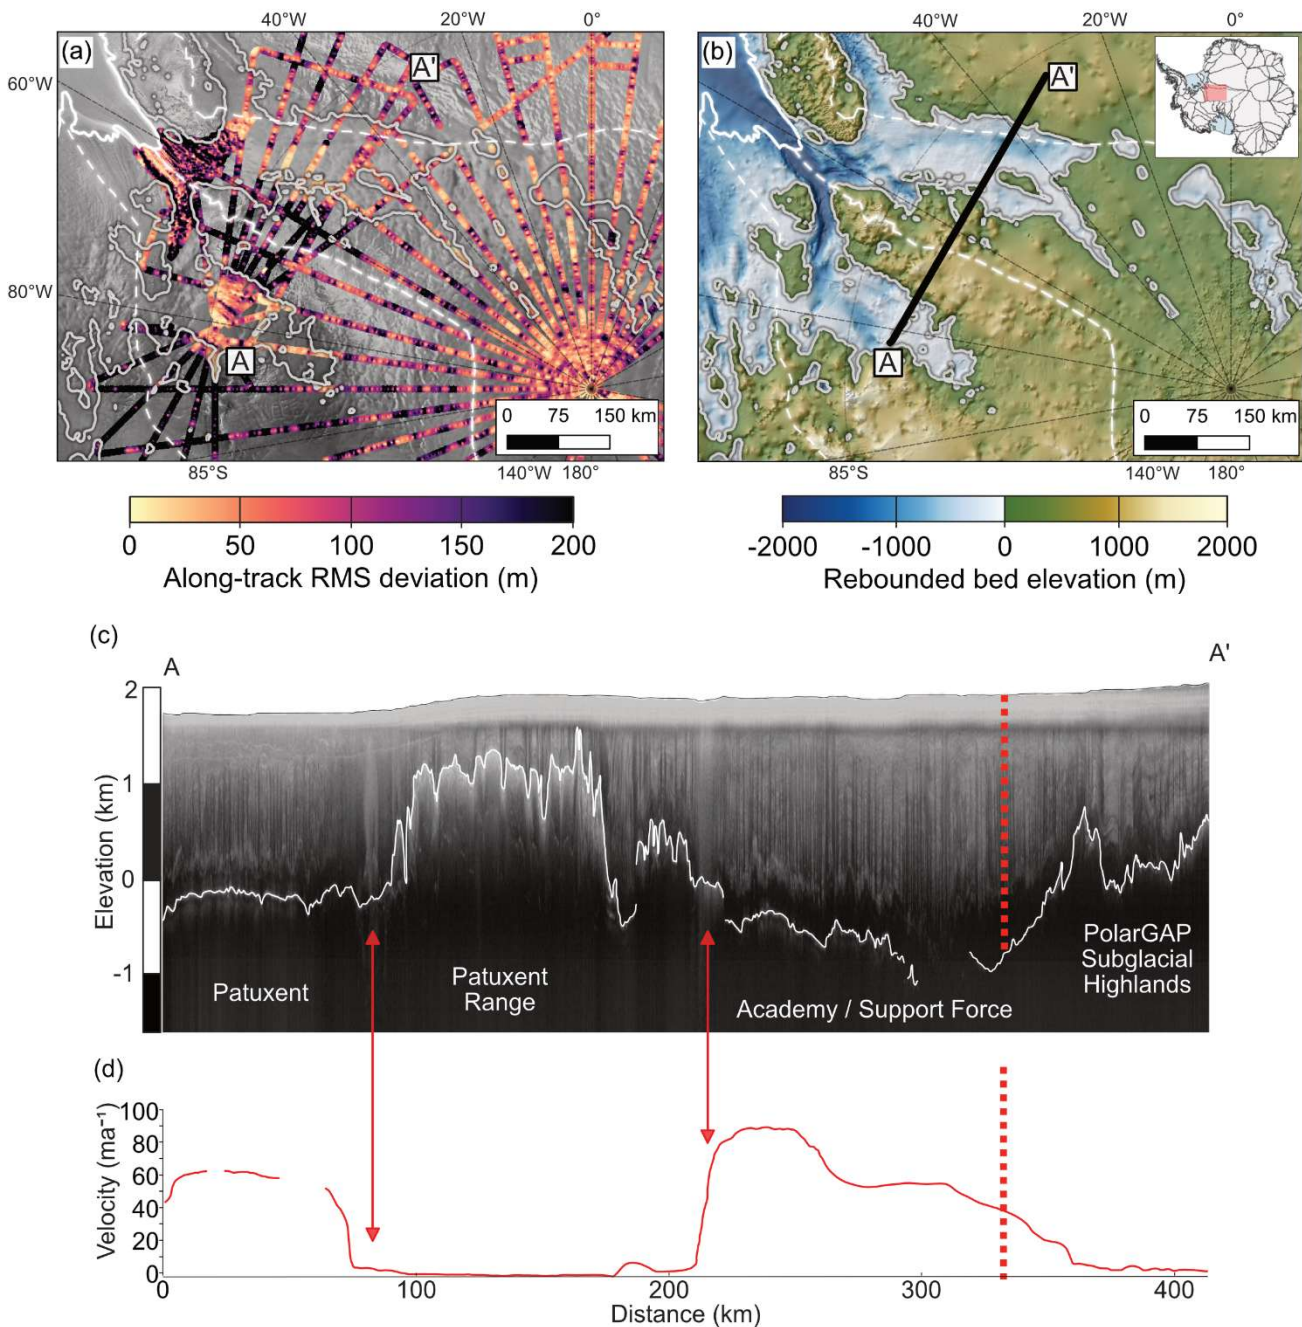 40°W 20°W 0°
(a)
60°W
A'
80°W
A
0 75 150 km
85°S 140°W 180°
0 50 100 150 200
Along-track RMS deviation (m)
40°W 20°W 0°
(b)
A'
A
0 75 150 km
85°S 140°W 180°
-2000 -1000 0 1000 2000
Rebounded bed elevation (m)
(c)
A A'
2
1
0
-1
Elevation (km)
Patuxent
Patuxent
Range
Academy / Support Force
PolarGAP
Subglacial
Highlands
(d)
100
80
60
40
20
0
Velocity (ma⁻¹)
0 100 200 300 400
Distance (km)